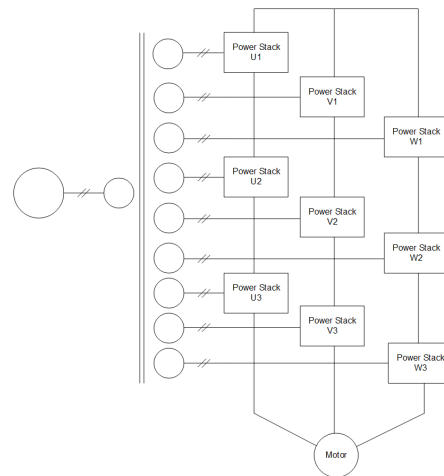 Power Stack
U1
Power Stack
V1
Power Stack
W1
Power Stack
U2
Power Stack
V2
Power Stack
W2
Power Stack
U3
Power Stack
V3
Power Stack
W3
Motor